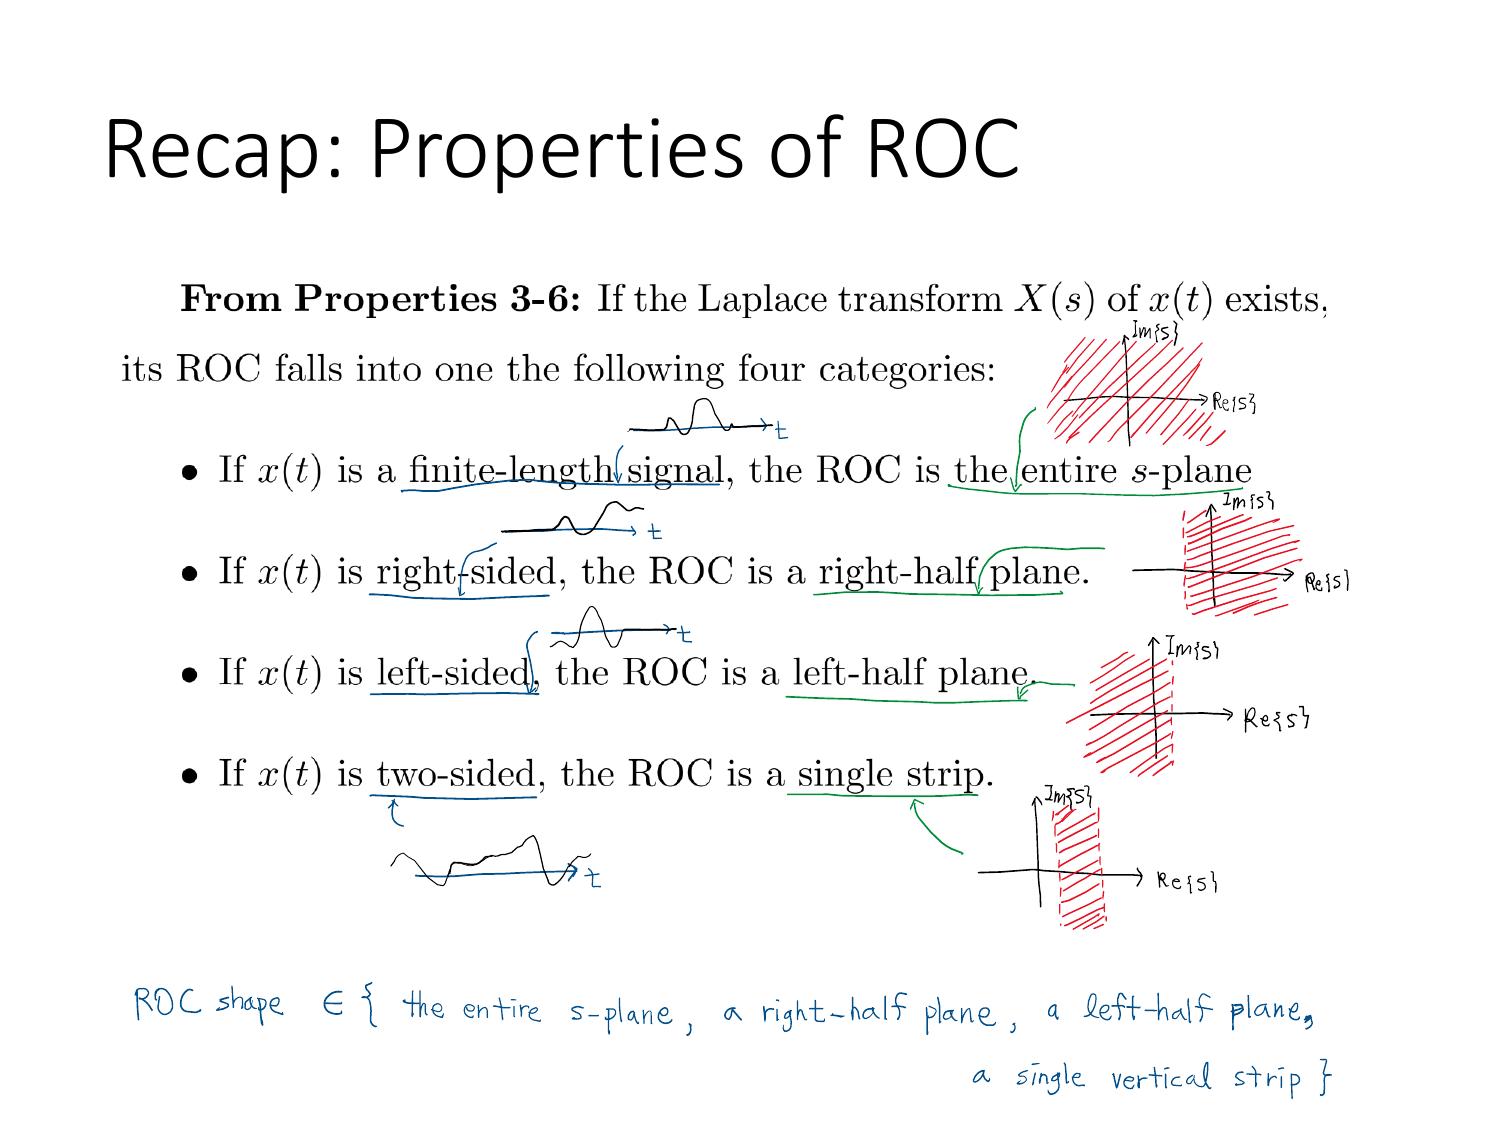 Recap: Properties of ROC
From Properties 3-6: If the Laplace transform X(s) of x(t) exists,
Im{s}
its ROC falls into one the following four categories:
Re{s}
t
• If x(t) is a finite-length signal, the ROC is the entire s-plane
Im{s}
t
• If x(t) is right-sided, the ROC is a right-half plane.
Re{s}
t
Im{s}
• If x(t) is left-sided, the ROC is a left-half plane.
Re{s}
• If x(t) is two-sided, the ROC is a single strip.
Im{s}
t
Re{s}
ROC shape ∈ { the entire s-plane, a right-half plane, a left-half plane,
a single vertical strip }